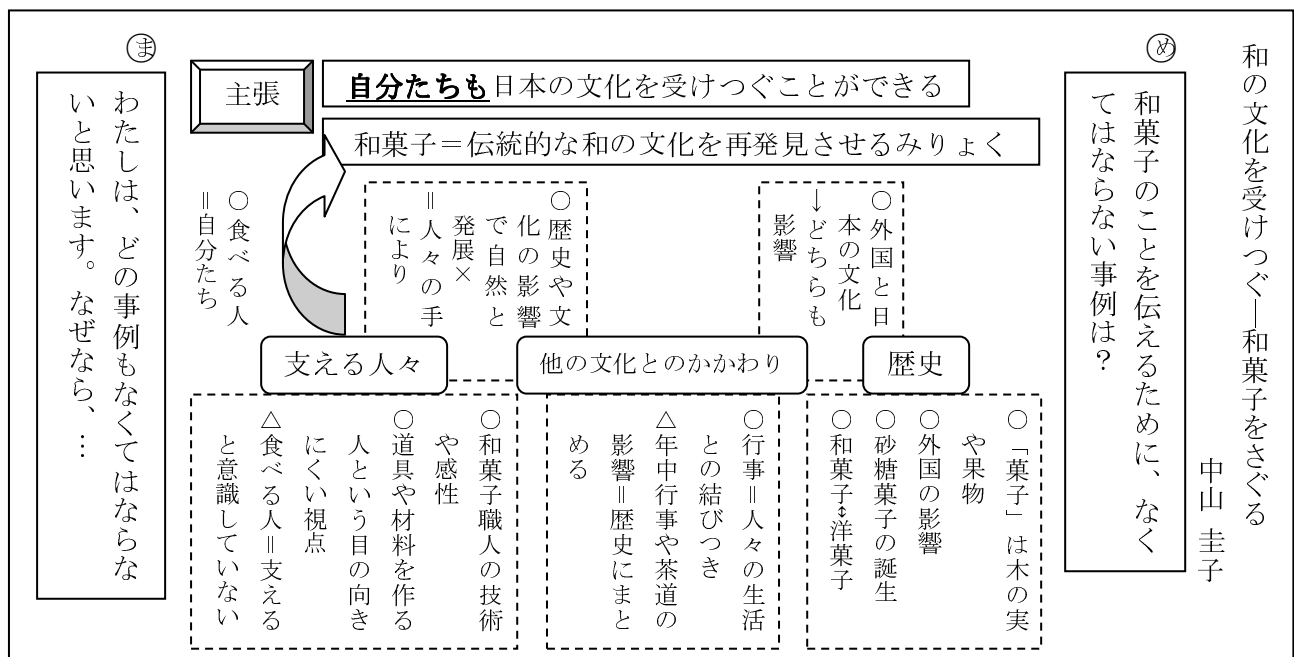 和の文化を受けつぐ―和菓子をさぐる
中山 圭子
め
和菓子のことを伝えるために、なく
てはならない事例は？
主張
自分たちも日本の文化を受けつぐことができる
和菓子＝伝統的な和の文化を再発見させるみりょく
○外国と日
本の文化
→どちらも
影響
○歴史や文
化の影響
で自然と
発展×
＝人々の手
により
○食べる人
＝自分たち
歴史
他の文化とのかかわり
支える人々
○「菓子」は木の実
や果物
○外国の影響
○砂糖菓子の誕生
○和菓子↕洋菓子
○行事＝人々の生活
との結びつき
△年中行事や茶道の
影響＝歴史にまと
める
○和菓子職人の技術
や感性
○道具や材料を作る
人という目の向き
にくい視点
△食べる人＝支える
と意識していない
ま
わたしは、どの事例もなくてはならな
いと思います。なぜなら、…